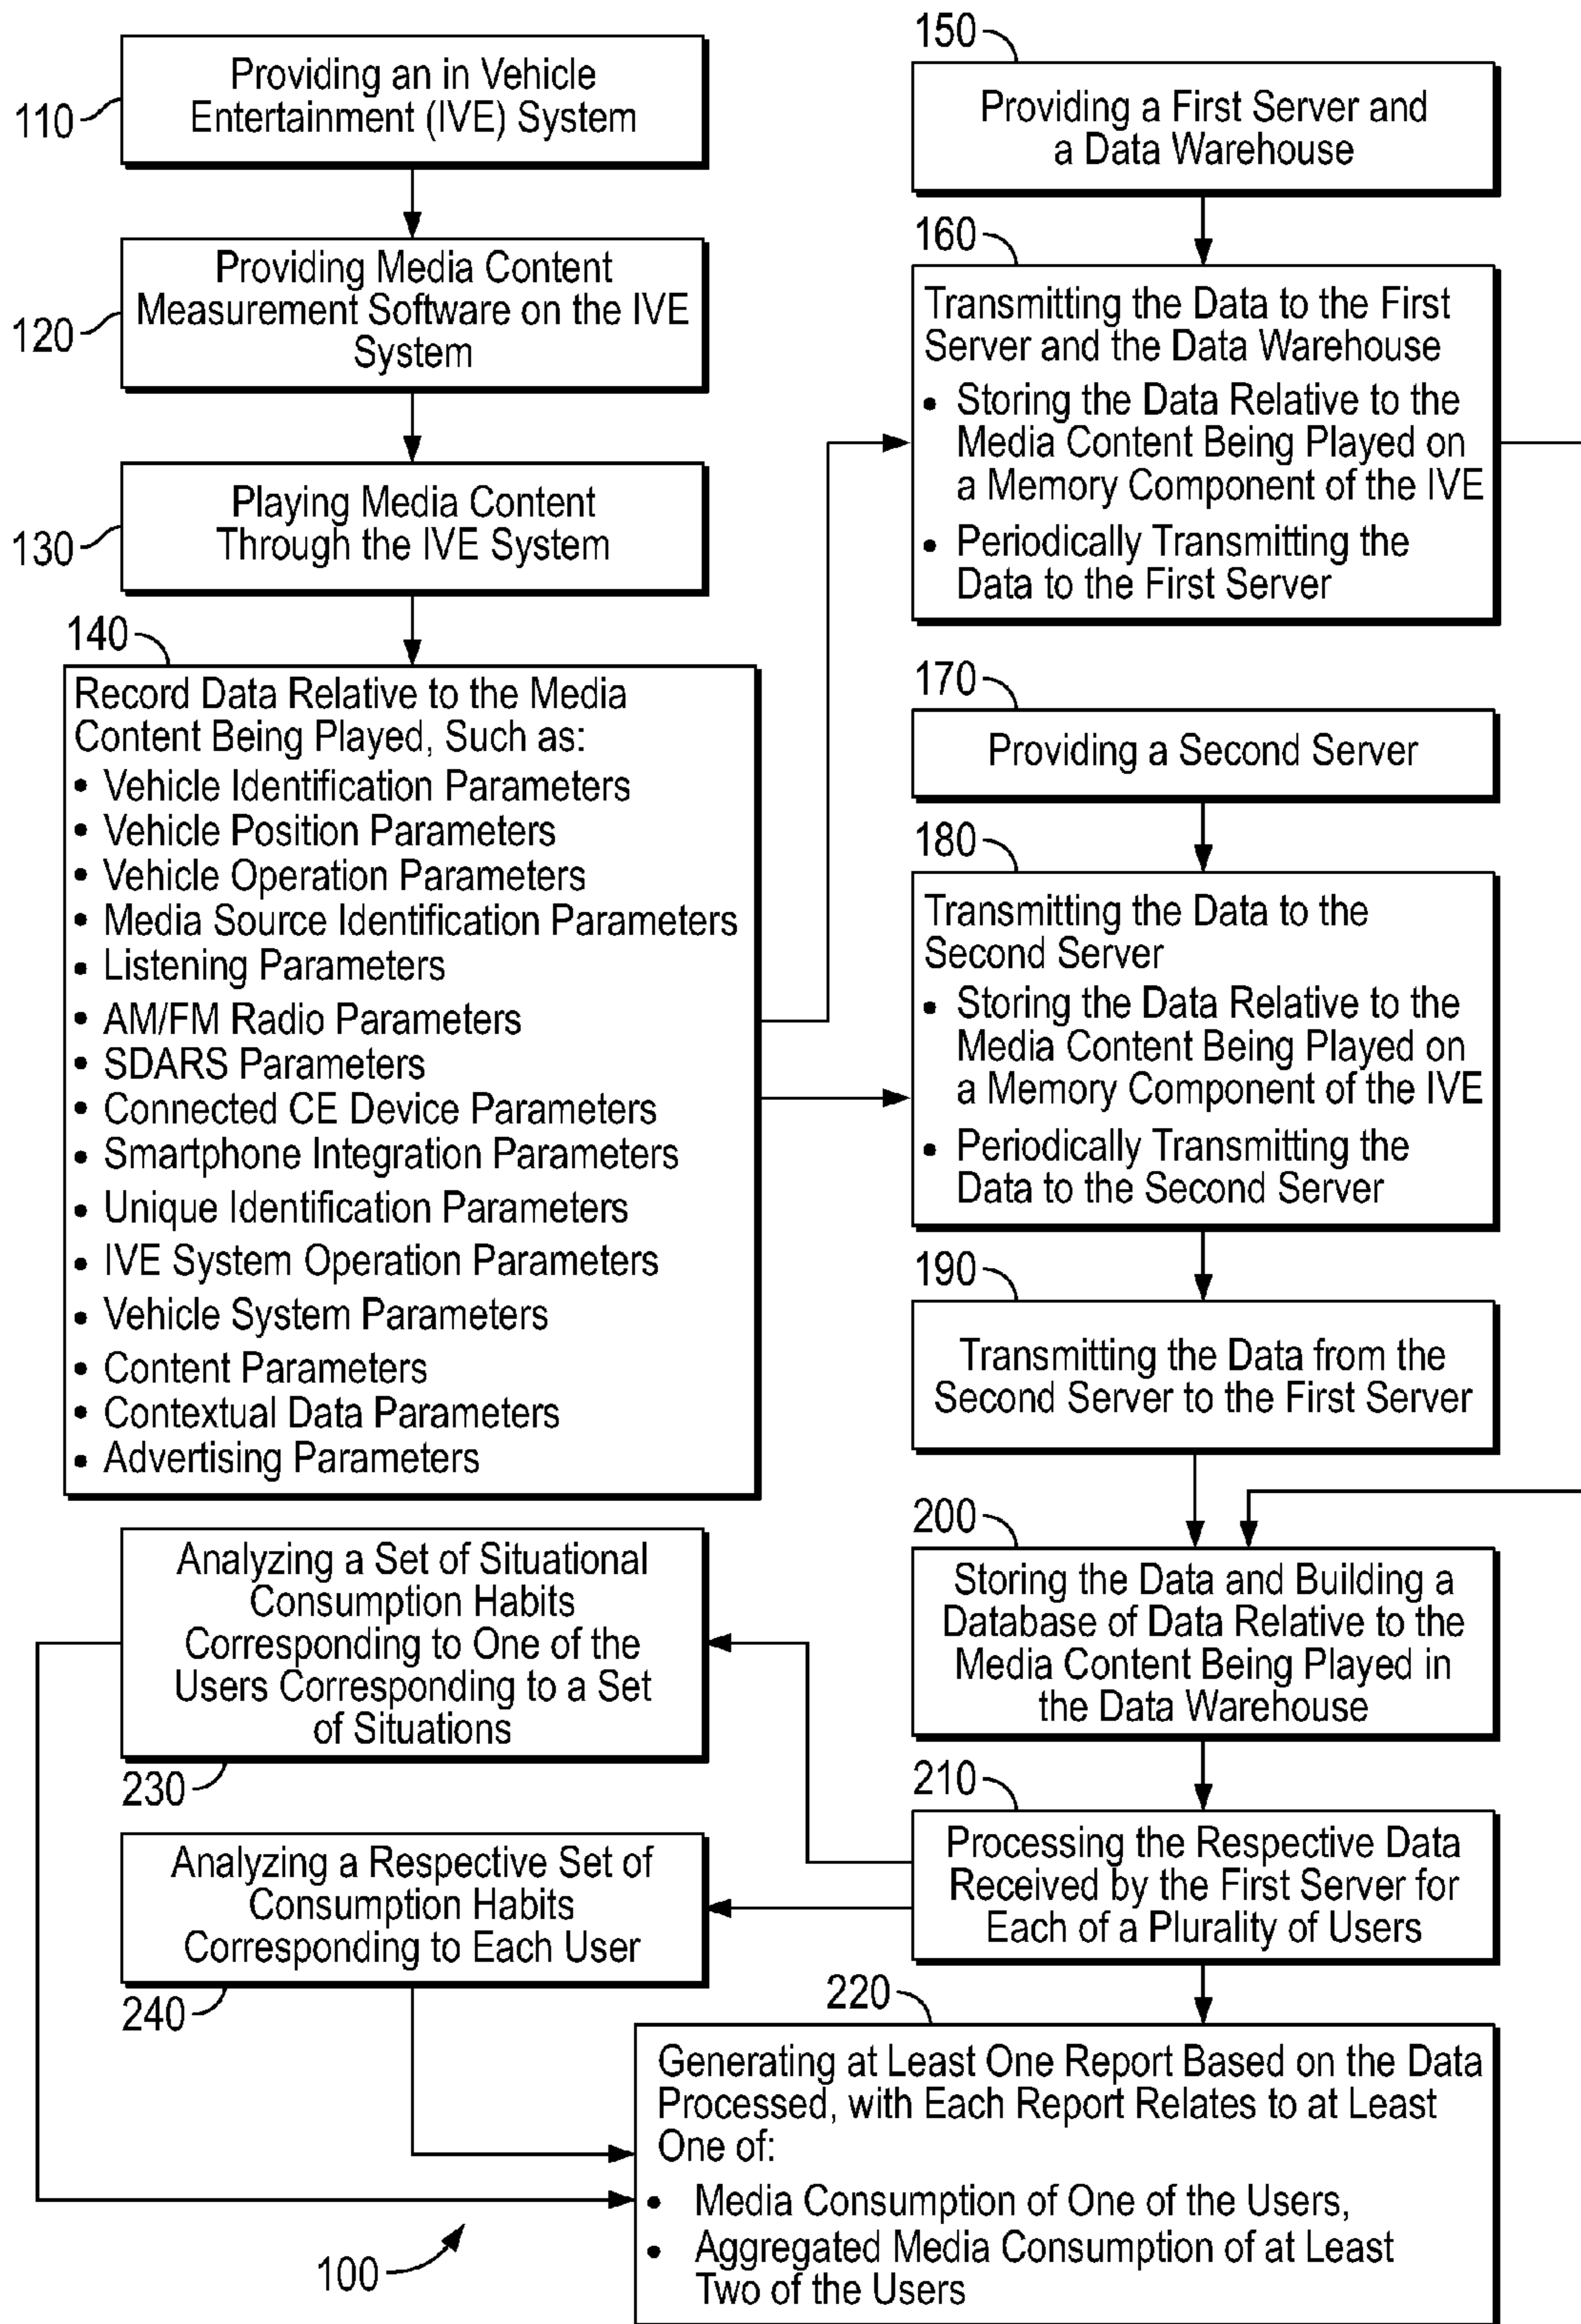 110
Providing an in Vehicle
Entertainment (IVE) System
120
Providing Media Content
Measurement Software on the IVE
System
130
Playing Media Content
Through the IVE System
140
Record Data Relative to the Media
Content Being Played, Such as:
• Vehicle Identification Parameters
• Vehicle Position Parameters
• Vehicle Operation Parameters
• Media Source Identification Parameters
• Listening Parameters
• AM/FM Radio Parameters
• SDARS Parameters
• Connected CE Device Parameters
• Smartphone Integration Parameters
• Unique Identification Parameters
• IVE System Operation Parameters
• Vehicle System Parameters
• Content Parameters
• Contextual Data Parameters
• Advertising Parameters
150
Providing a First Server and
a Data Warehouse
160
Transmitting the Data to the First
Server and the Data Warehouse
• Storing the Data Relative to the
Media Content Being Played on
a Memory Component of the IVE
• Periodically Transmitting the
Data to the First Server
170
Providing a Second Server
180
Transmitting the Data to the
Second Server
• Storing the Data Relative to the
Media Content Being Played on
a Memory Component of the IVE
• Periodically Transmitting the
Data to the Second Server
190
Transmitting the Data from the
Second Server to the First Server
200
Storing the Data and Building a
Database of Data Relative to the
Media Content Being Played in
the Data Warehouse
210
Processing the Respective Data
Received by the First Server for
Each of a Plurality of Users
Analyzing a Set of Situational
Consumption Habits
Corresponding to One of the
Users Corresponding to a Set
of Situations
230
Analyzing a Respective Set of
Consumption Habits
Corresponding to Each User
240
220
Generating at Least One Report Based on the Data
Processed, with Each Report Relates to at Least
One of:
• Media Consumption of One of the Users,
• Aggregated Media Consumption of at Least
Two of the Users
100